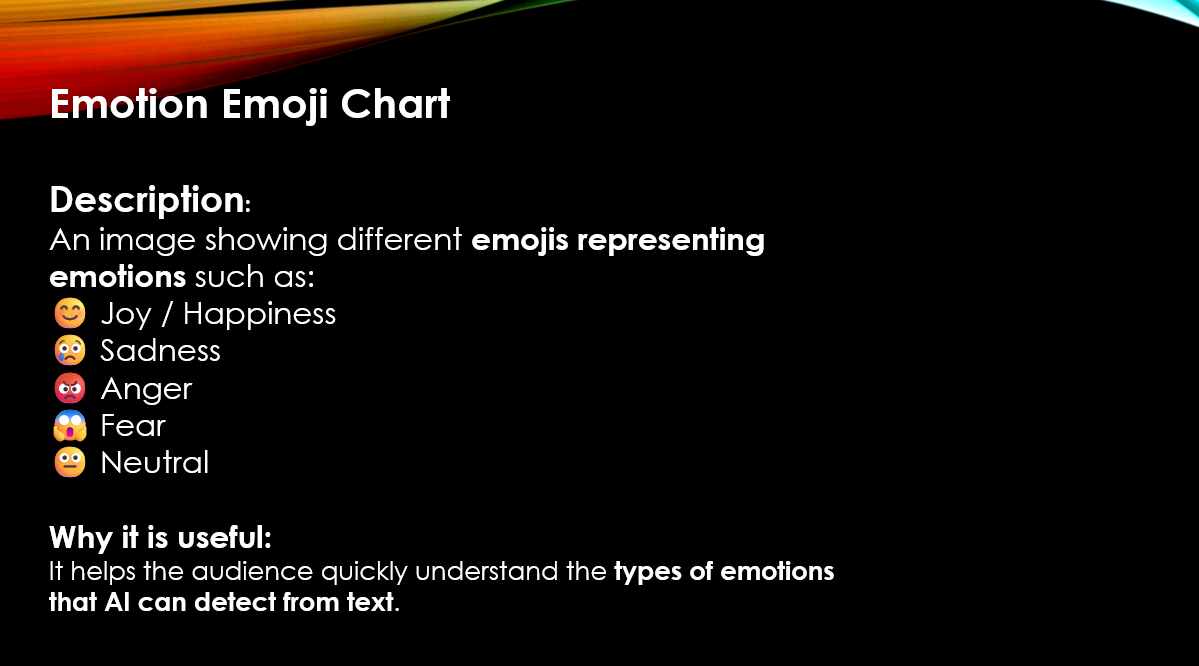 Emotion Emoji Chart
Description:
An image showing different emojis representing
emotions such as:
😊 Joy / Happiness
😢 Sadness
😡 Anger
😱 Fear
😐 Neutral
Why it is useful:
It helps the audience quickly understand the types of emotions
that AI can detect from text.